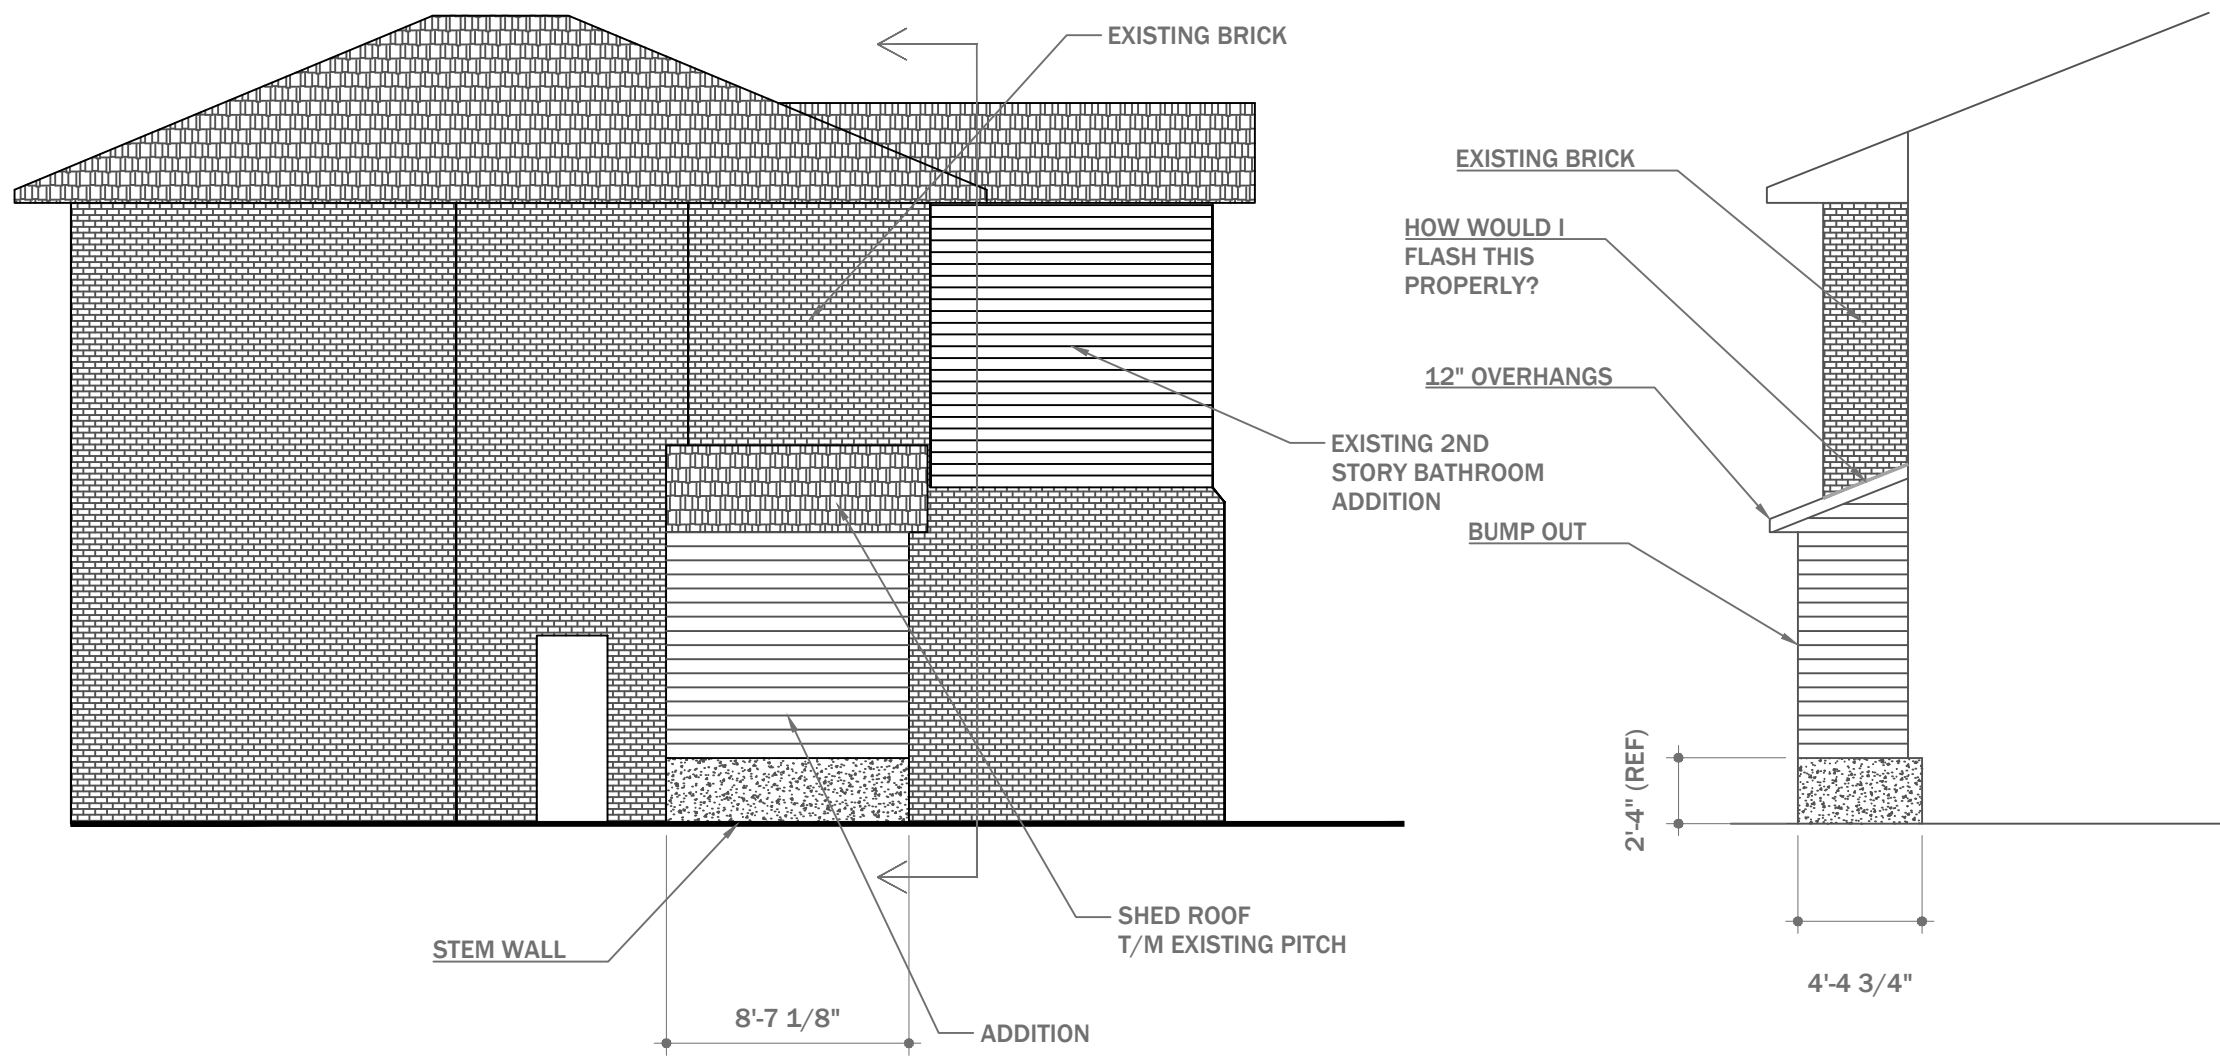 EXISTING BRICK
EXISTING BRICK
HOW WOULD I
FLASH THIS
PROPERLY?
12" OVERHANGS
EXISTING 2ND
STORY BATHROOM
ADDITION
BUMP OUT
2'-4" (REF)
SHED ROOF
T/M EXISTING PITCH
STEM WALL
4'-4 3/4"
8'-7 1/8"
ADDITION